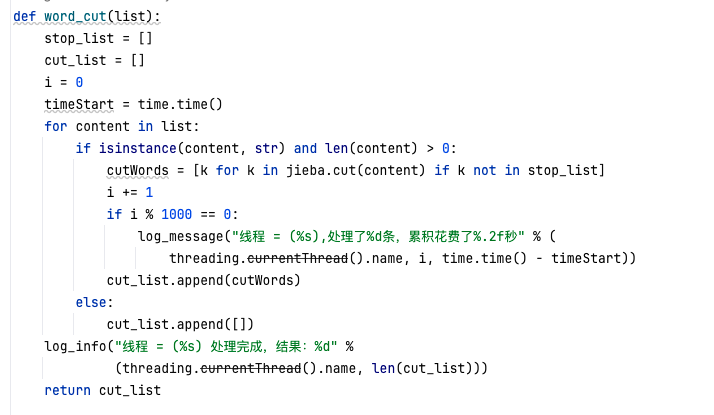 def word_cut(list):
    stop_list = []
    cut_list = []
    i = 0
    timeStart = time.time()
    for content in list:
        if isinstance(content, str) and len(content) > 0:
            cutWords = [k for k in jieba.cut(content) if k not in stop_list]
            i += 1
            if i % 1000 == 0:
                log_message("线程 = (%s),处理了%d条，累积花费了%.2f秒" % (
                    threading.currentThread().name, i, time.time() - timeStart))
            cut_list.append(cutWords)
        else:
            cut_list.append([])
    log_info("线程 = (%s) 处理完成，结果：%d" %
             (threading.currentThread().name, len(cut_list)))
    return cut_list